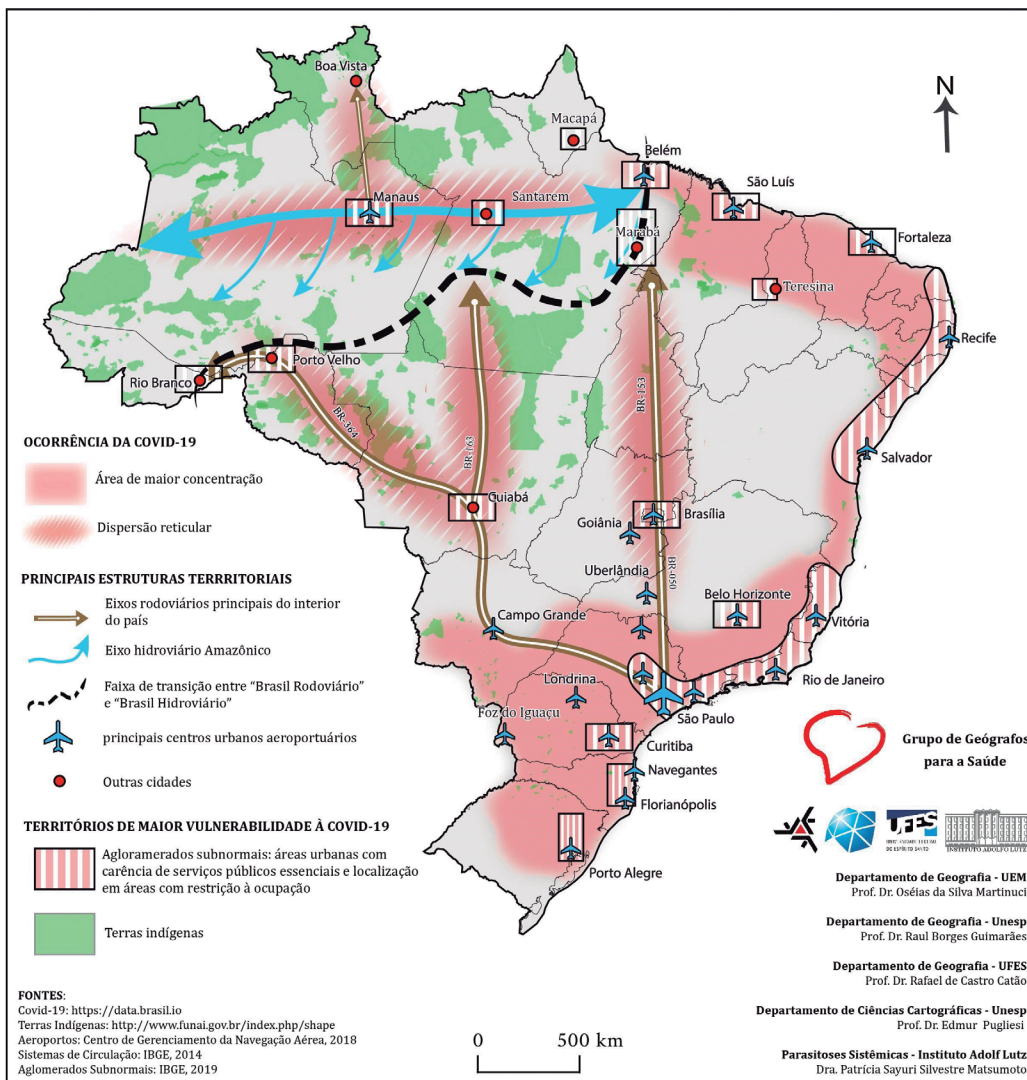 Boa Vista
Macapá
N
Belém
São Luís
Manaus
Santarem
Fortaleza
Marabá
Teresina
Recife
Porto Velho
Rio Branco
BR-364
BR-163
BR-153
Salvador
Cuiabá
Brasília
Goiânia
Uberlândia
BR-050
Belo Horizonte
Campo Grande
Vitória
Londrina
Rio de Janeiro
São Paulo
Foz do Iguaçu
Curitiba
Navegantes
Florianópolis
Porto Alegre
OCORRÊNCIA DA COVID-19
Área de maior concentração
Dispersão reticular
PRINCIPAIS ESTRUTURAS TERRRITORIAIS
Eixos rodoviários principais do interior
do país
Eixo hidroviário Amazônico
Faixa de transição entre “Brasil Rodoviário”
e “Brasil Hidroviário”
principais centros urbanos aeroportuários
Outras cidades
TERRITÓRIOS DE MAIOR VULNERABILIDADE À COVID-19
Agloramerados subnormais: áreas urbanas com
carência de serviços públicos essenciais e localização
em áreas com restrição à ocupação
Terras indígenas
FONTES:
Covid-19: https://data.brasil.io
Terras Indígenas: http://www.funai.gov.br/index.php/shape
Aeroportos: Centro de Gerenciamento da Navegação Aérea, 2018
Sistemas de Circulação: IBGE, 2014
Aglomerados Subnormais: IBGE, 2019
0 500 km
Grupo de Geógrafos
para a Saúde
UFES
INSTITUTO ADOLFO LUTZ
Departamento de Geografia - UEM
Prof. Dr. Oséias da Silva Martinuci
Departamento de Geografia - Unesp
Prof. Dr. Raul Borges Guimarães
Departamento de Geografia - UFES
Prof. Dr. Rafael de Castro Catão
Departamento de Ciências Cartográficas - Unesp
Prof. Dr. Edmur Pugliesi
Parasitoses Sistêmicas - Instituto Adolf Lutz
Dra. Patrícia Sayuri Silvestre Matsumoto